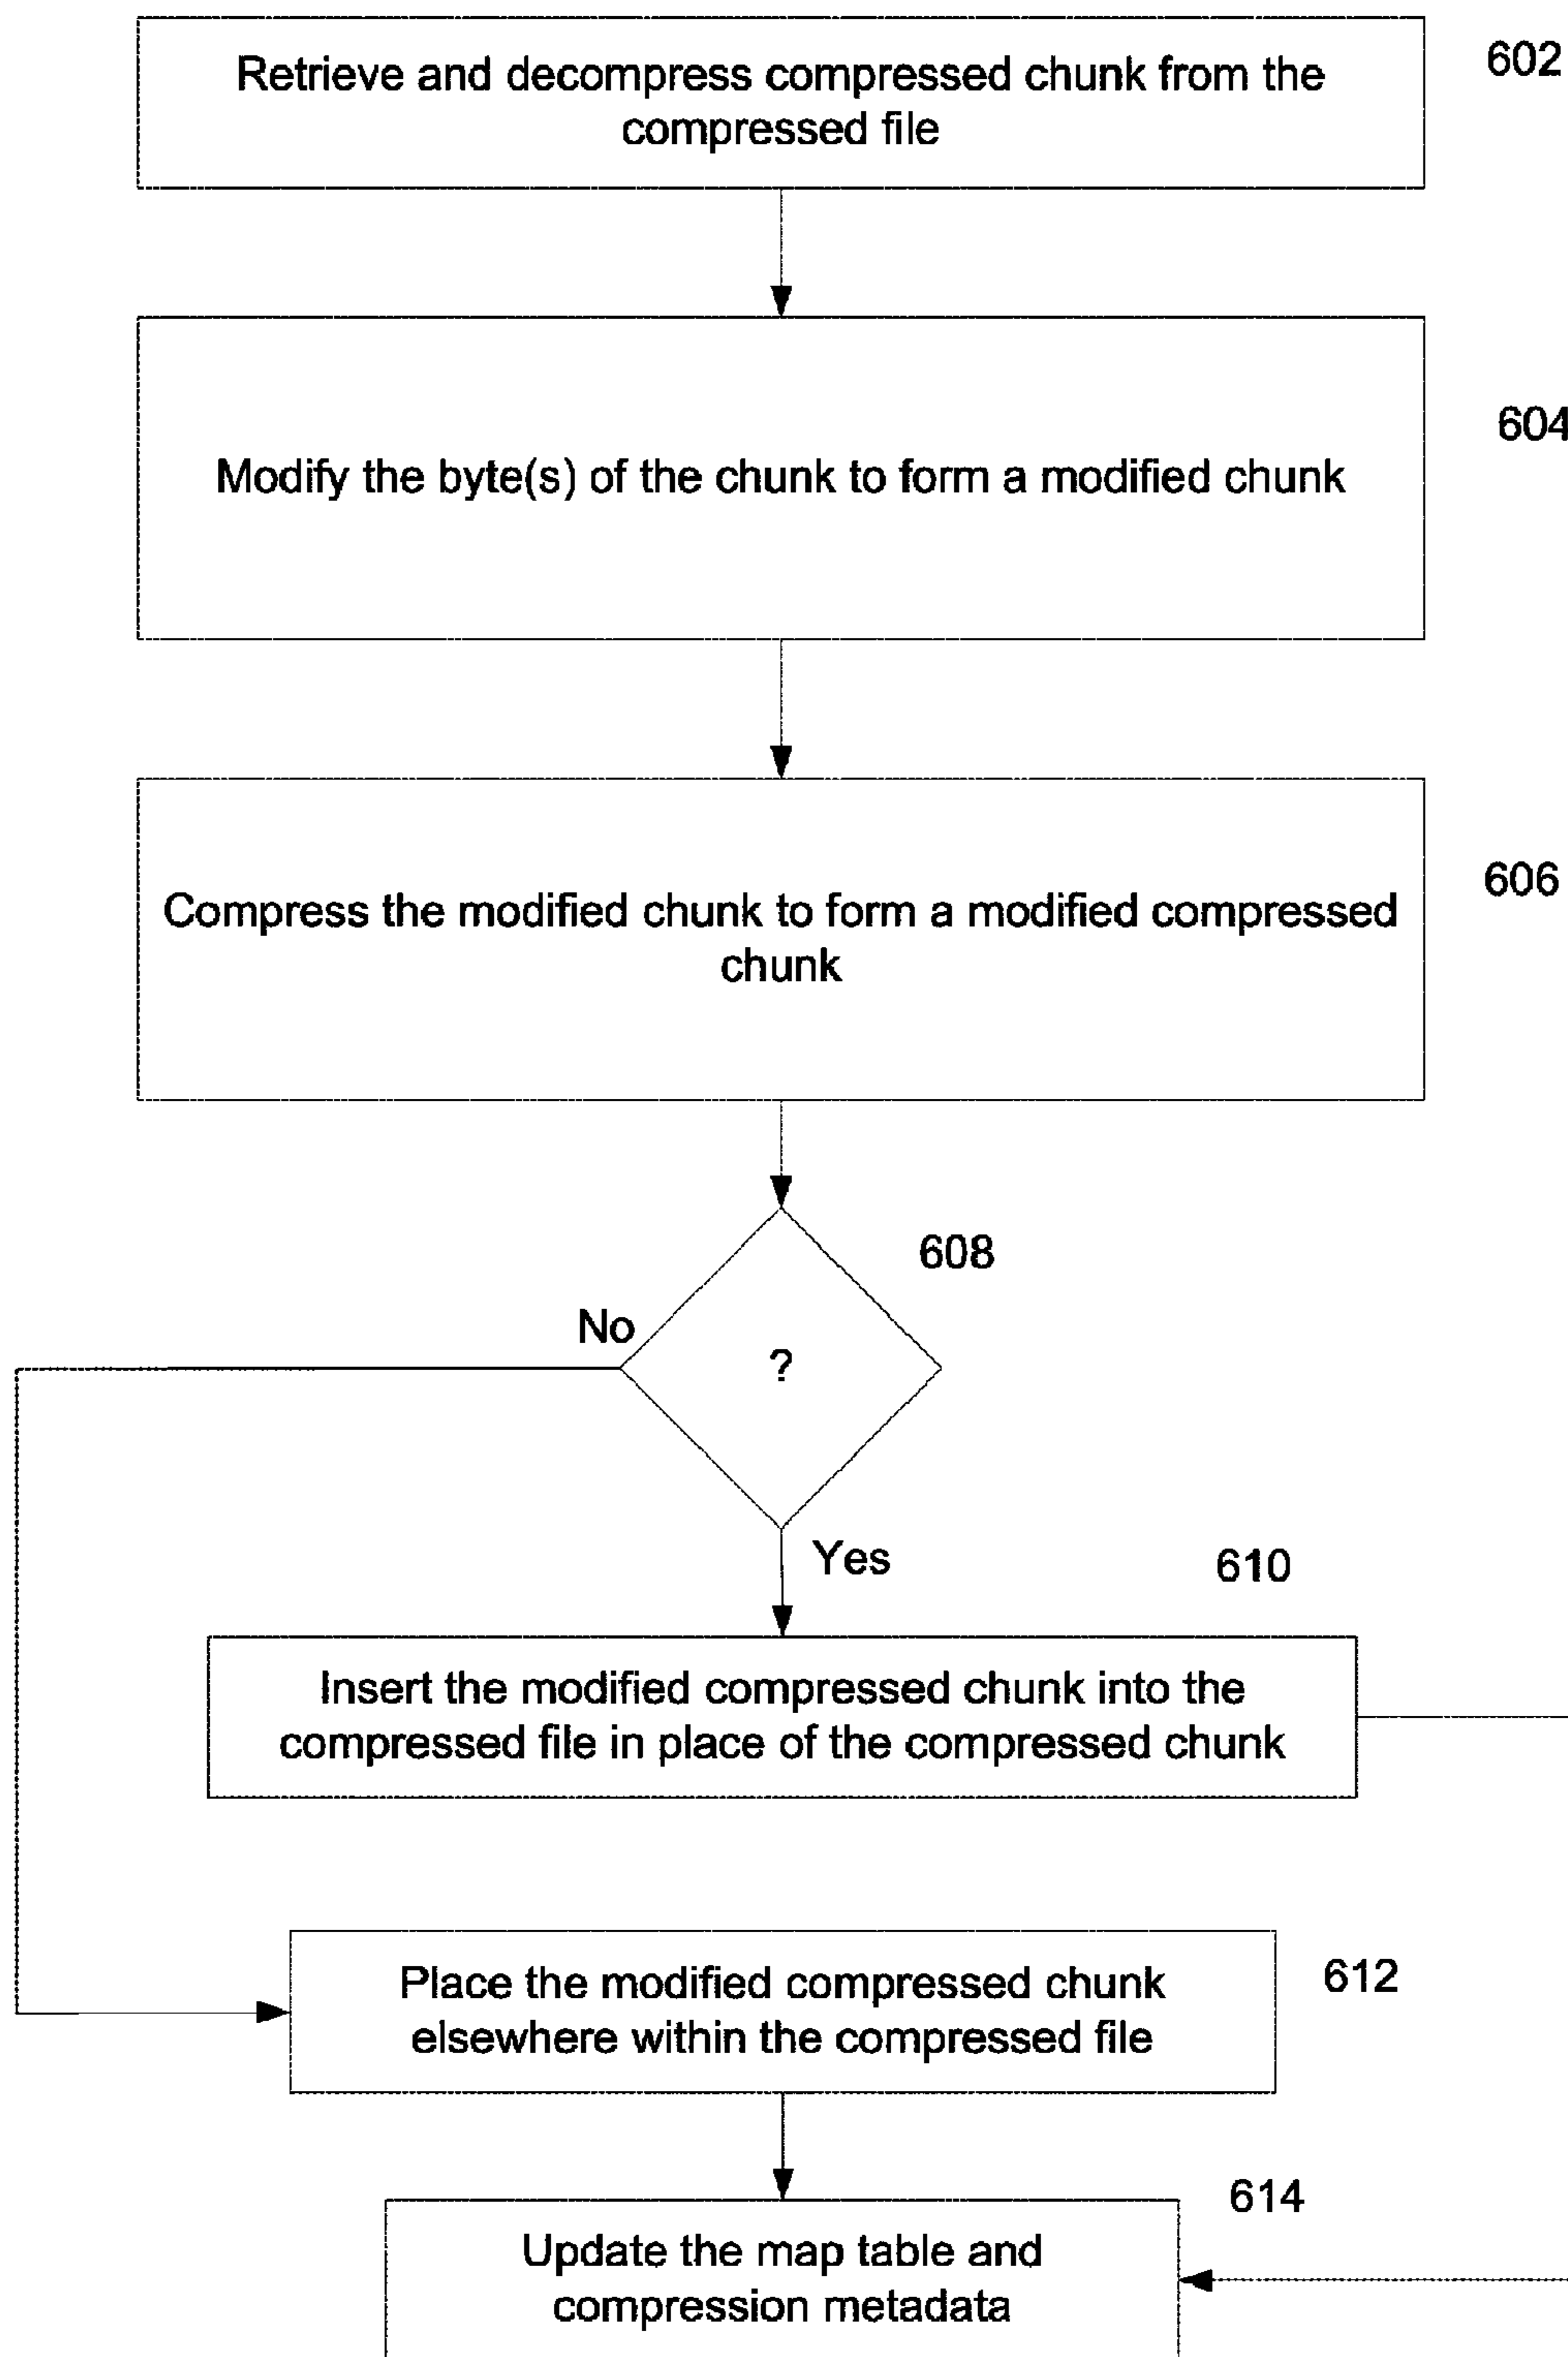 Retrieve and decompress compressed chunk from the
compressed file
602
Modify the byte(s) of the chunk to form a modified chunk
604
Compress the modified chunk to form a modified compressed
chunk
606
608
No
?
Yes
610
Insert the modified compressed chunk into the
compressed file in place of the compressed chunk
Place the modified compressed chunk
elsewhere within the compressed file
612
614
Update the map table and
compression metadata